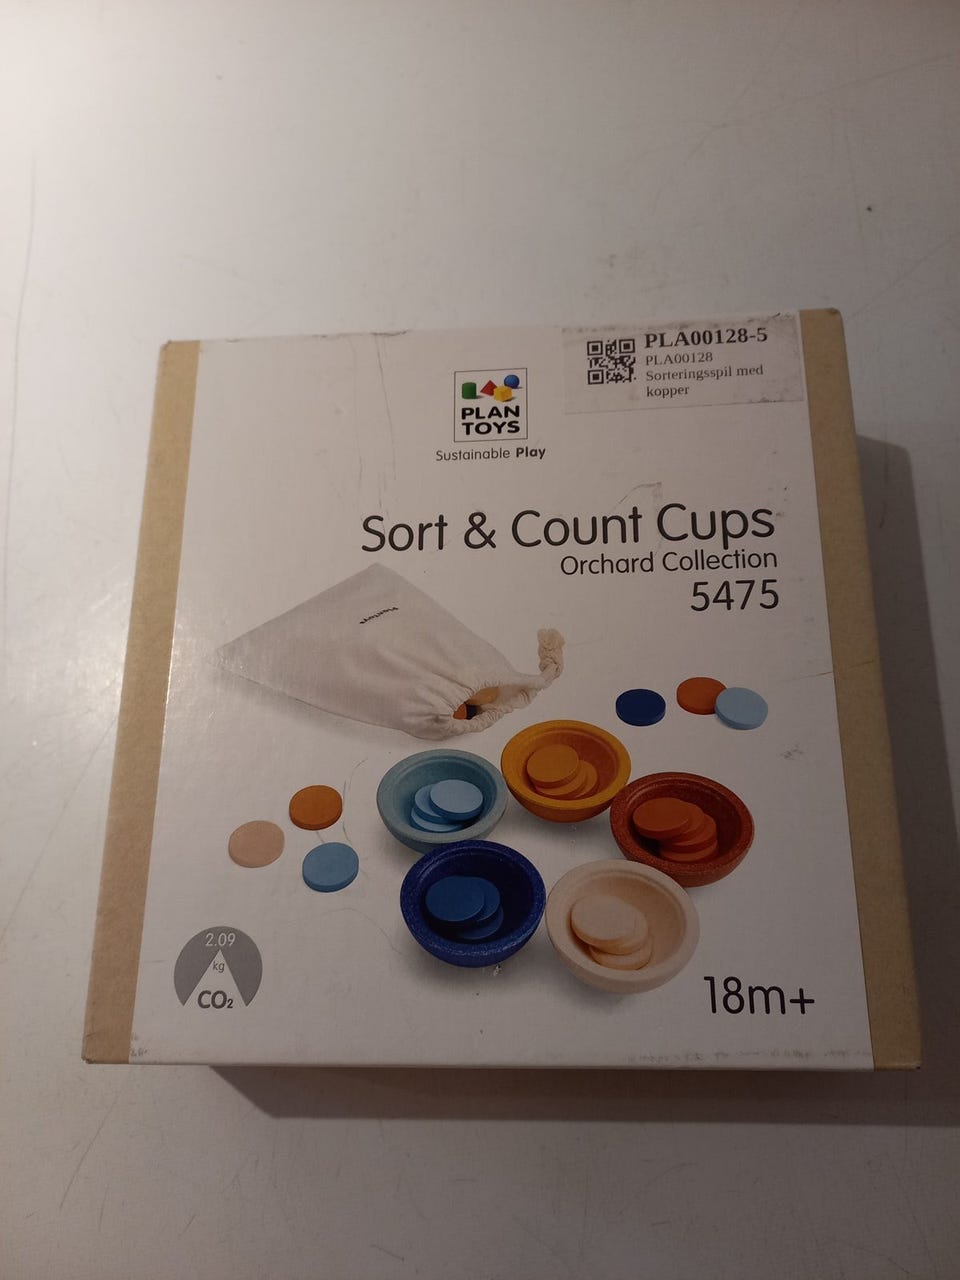 PLA00128-5
PLA00128
Sorteringsspil med
kopper
PLAN
TOYS
Sustainable Play
Sort & Count Cups
Orchard Collection
5475
PlanToys
2.09
kg
CO₂
18m+